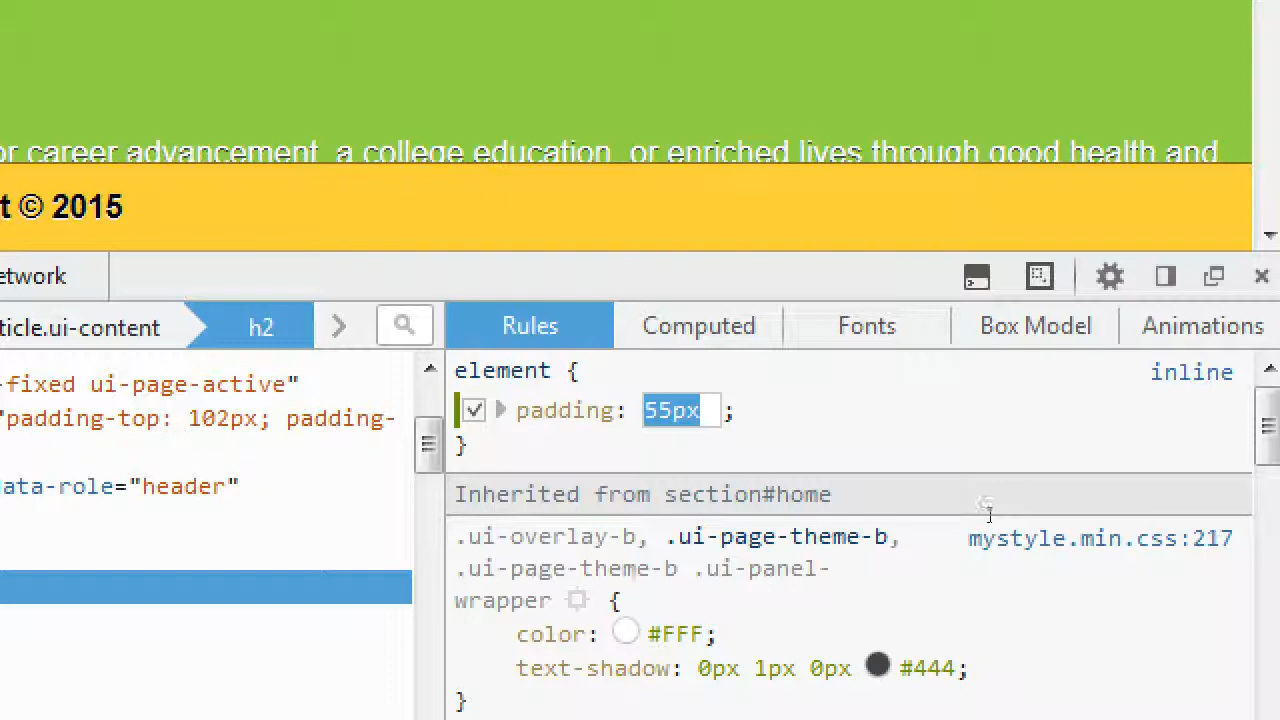 or career advancement, a college education, or enriched lives through good health and
t © 2015
etwork
ticle.ui-content h2 Rules Computed Fonts Box Model Animations
-fixed ui-page-active"
"padding-top: 102px; padding-
ata-role="header"
element { inline
padding: 55px ;
}
Inherited from section#home
.ui-overlay-b, .ui-page-theme-b, mystyle.min.css:217
.ui-page-theme-b .ui-panel-
wrapper {
color: #FFF;
text-shadow: 0px 1px 0px #444;
}